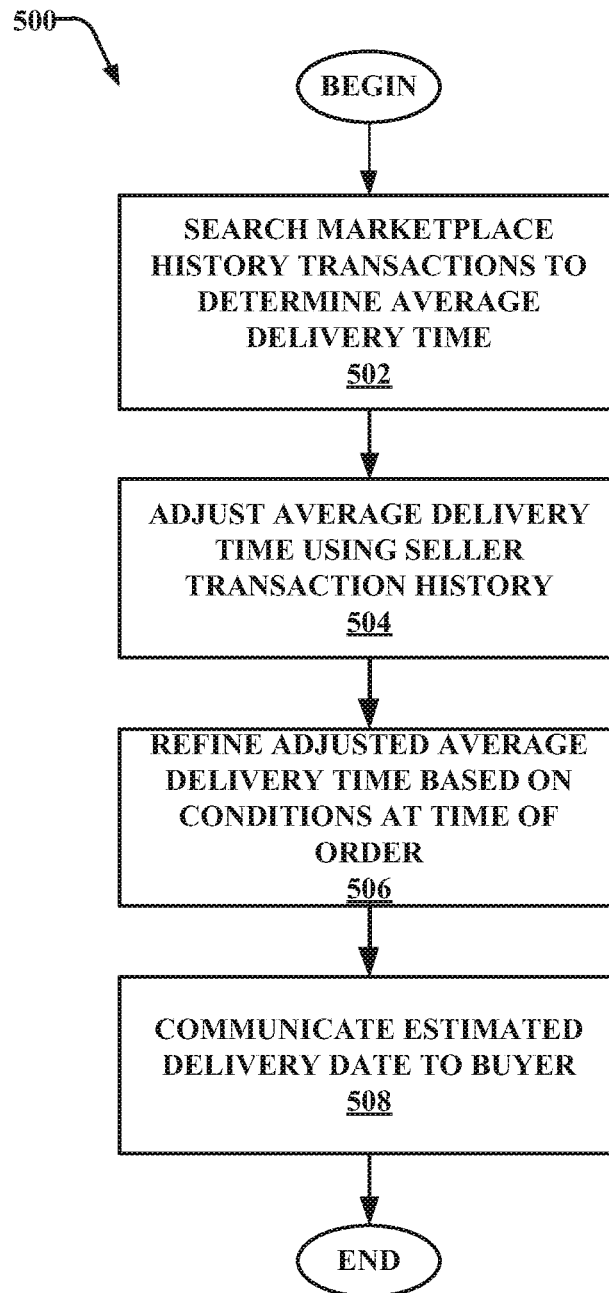 500
BEGIN
SEARCH MARKETPLACE
HISTORY TRANSACTIONS TO
DETERMINE AVERAGE
DELIVERY TIME
502
ADJUST AVERAGE DELIVERY
TIME USING SELLER
TRANSACTION HISTORY
504
REFINE ADJUSTED AVERAGE
DELIVERY TIME BASED ON
CONDITIONS AT TIME OF
ORDER
506
COMMUNICATE ESTIMATED
DELIVERY DATE TO BUYER
508
END